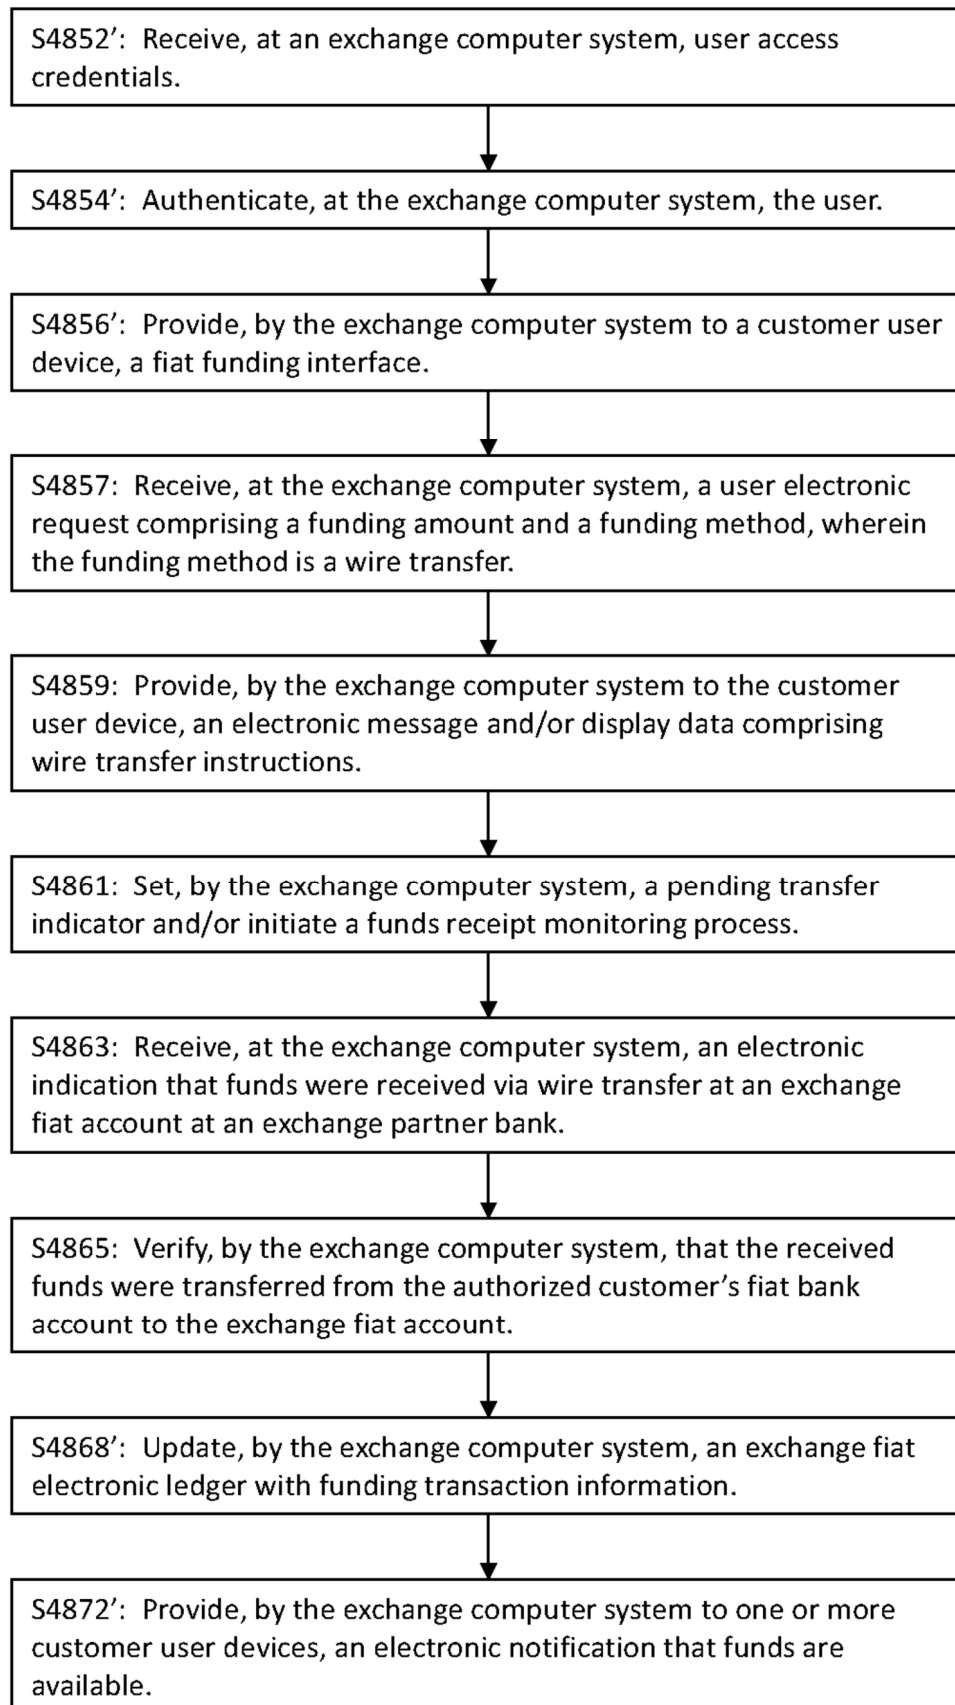 S4852’:  Receive, at an exchange computer system, user access
credentials.
S4854’:  Authenticate, at the exchange computer system, the user.
S4856’:  Provide, by the exchange computer system to a customer user
device, a fiat funding interface.
S4857:  Receive, at the exchange computer system, a user electronic
request comprising a funding amount and a funding method, wherein
the funding method is a wire transfer.
S4859:  Provide, by the exchange computer system to the customer
user device, an electronic message and/or display data comprising
wire transfer instructions.
S4861:  Set, by the exchange computer system, a pending transfer
indicator and/or initiate a funds receipt monitoring process.
S4863:  Receive, at the exchange computer system, an electronic
indication that funds were received via wire transfer at an exchange
fiat account at an exchange partner bank.
S4865:  Verify, by the exchange computer system, that the received
funds were transferred from the authorized customer’s fiat bank
account to the exchange fiat account.
S4868’:  Update, by the exchange computer system, an exchange fiat
electronic ledger with funding transaction information.
S4872’:  Provide, by the exchange computer system to one or more
customer user devices, an electronic notification that funds are
available.